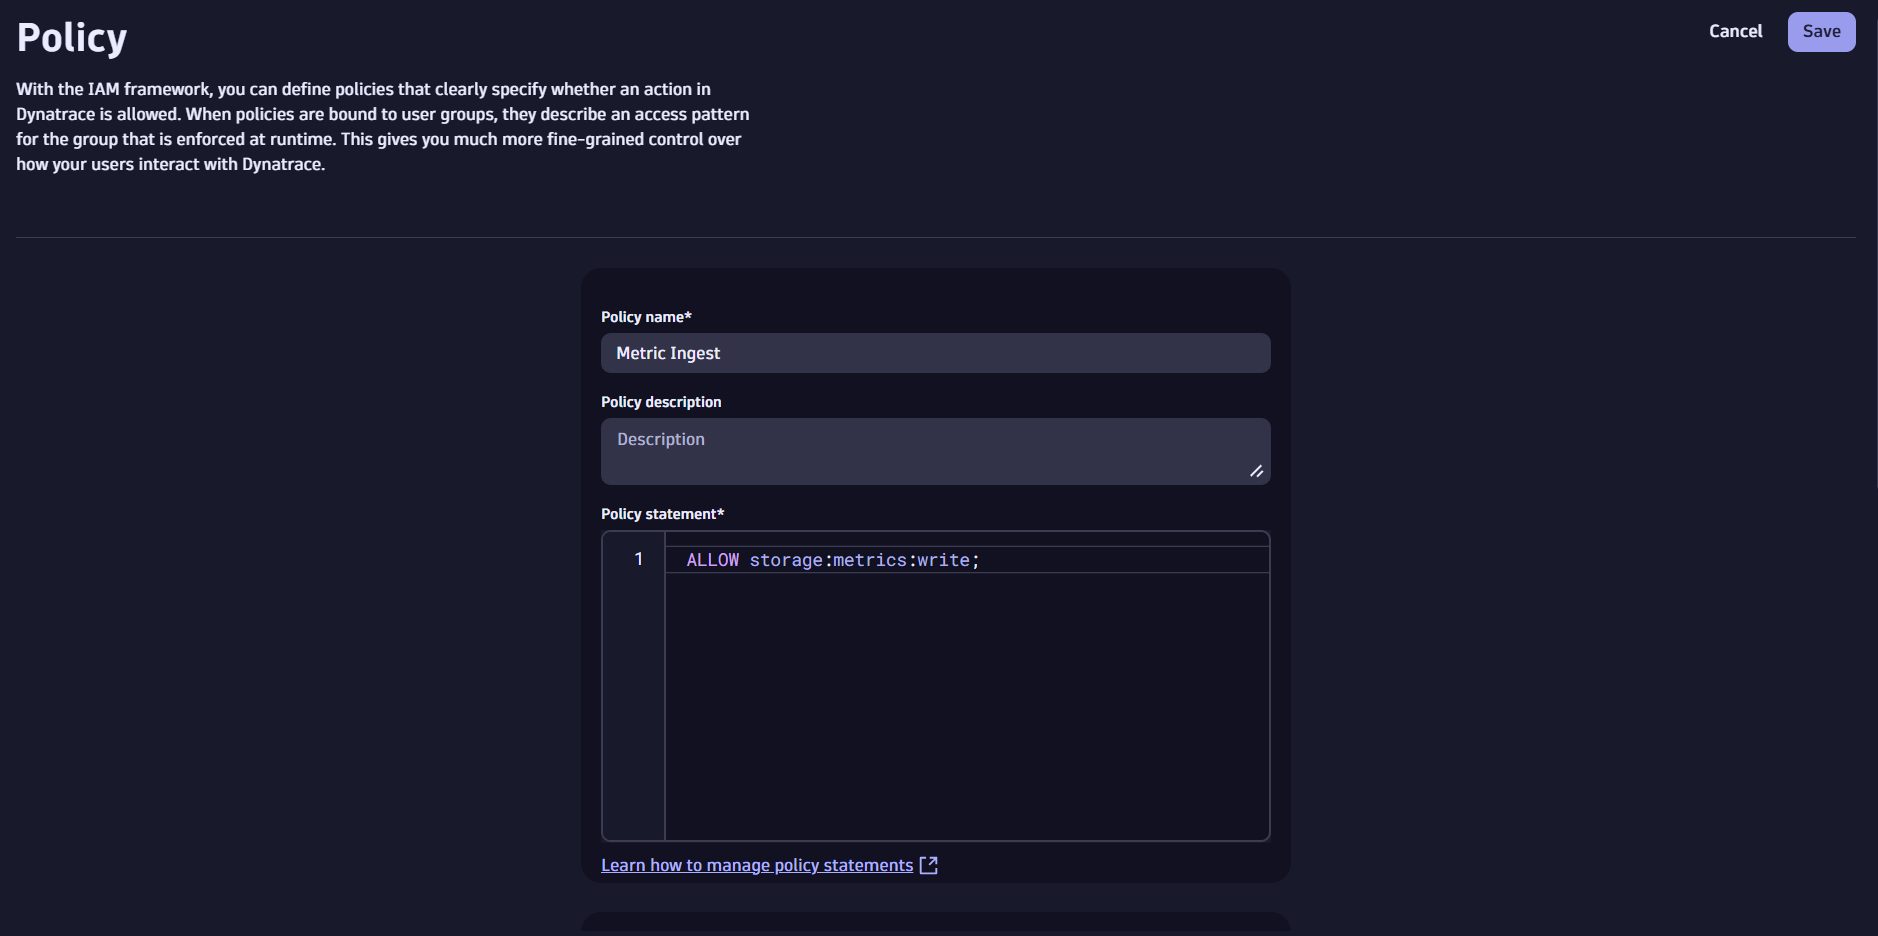 Policy
Cancel
Save
With the IAM framework, you can define policies that clearly specify whether an action in
Dynatrace is allowed. When policies are bound to user groups, they describe an access pattern
for the group that is enforced at runtime. This gives you much more fine-grained control over
how your users interact with Dynatrace.
Policy name*
Metric Ingest
Policy description
Description
Policy statement*
1 ALLOW storage:metrics:write;
Learn how to manage policy statements